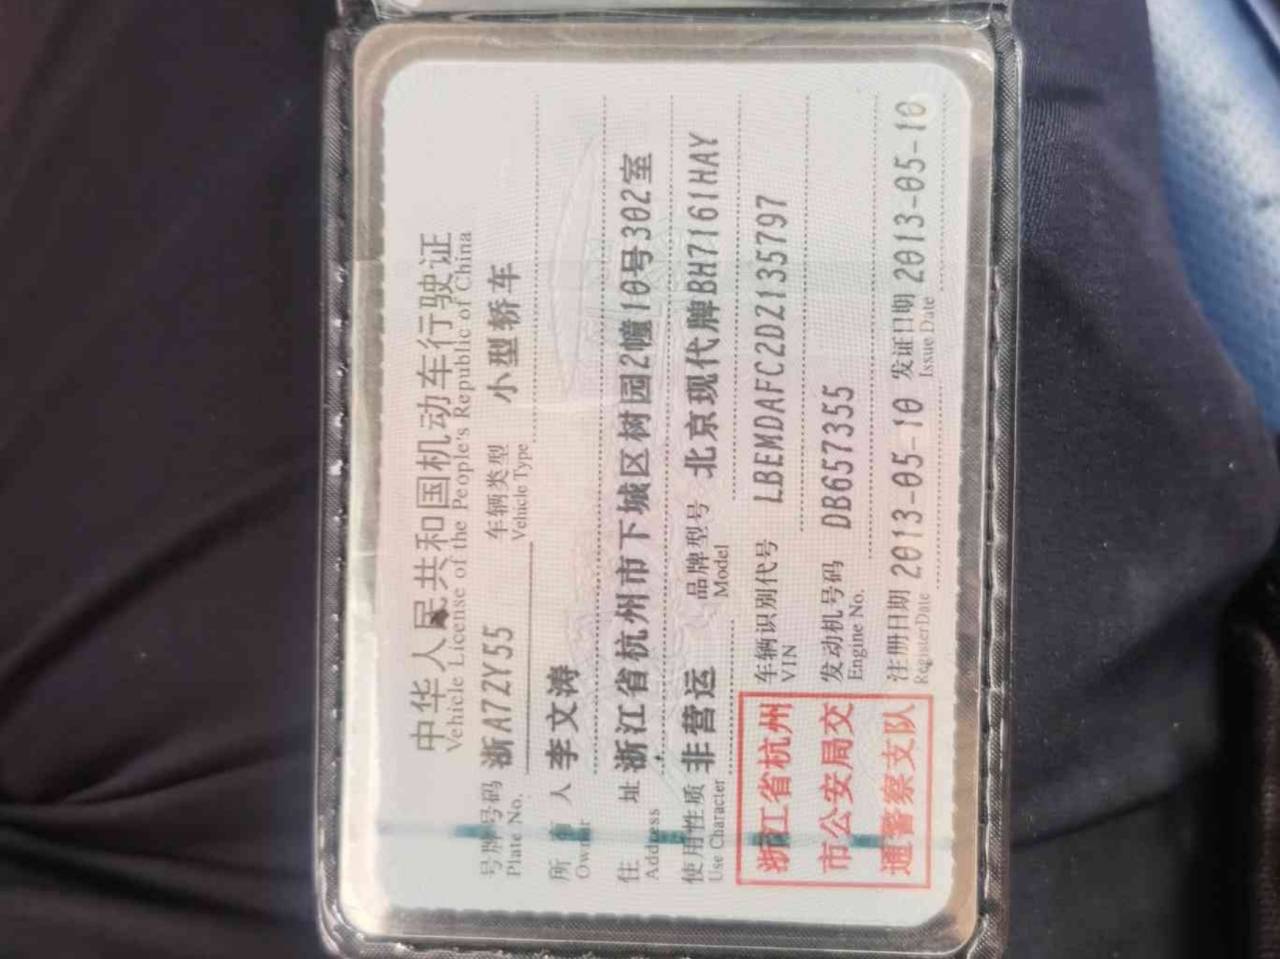 中华人民共和国机动车行驶证
Vehicle License of the People's Republic of China
号牌号码 浙A7ZY55 车辆类型 小型轿车
Plate No. Vehicle Type
所有人 李文涛
Owner
住址 浙江省杭州市下城区树园2幢10号302室
Address
使用性质 非营运 品牌型号 北京现代牌BH7161HAY
Use Character Model
浙江省杭州
市公安局交
通警察支队
车辆识别代号 LBEMDAFC2DZ135797
VIN
发动机号码 DB657355
Engine No.
注册日期 2013-05-10 发证日期 2013-05-10
Register Date Issue Date